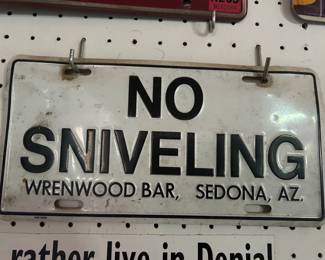 NO
SNIVELING
WRENWOOD BAR, SEDONA, AZ.
rather live in Denial